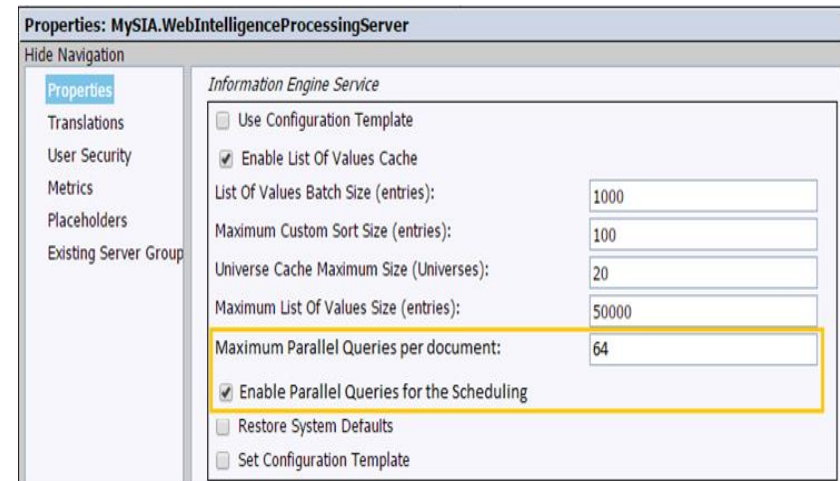 Properties: MySIA.WebIntelligenceProcessingServer
Hide Navigation
Properties
Translations
User Security
Metrics
Placeholders
Existing Server Group
Information Engine Service
Use Configuration Template
Enable List Of Values Cache
List Of Values Batch Size (entries): 1000
Maximum Custom Sort Size (entries): 100
Universe Cache Maximum Size (Universes): 20
Maximum List Of Values Size (entries): 50000
Maximum Parallel Queries per document: 64
Enable Parallel Queries for the Scheduling
Restore System Defaults
Set Configuration Template